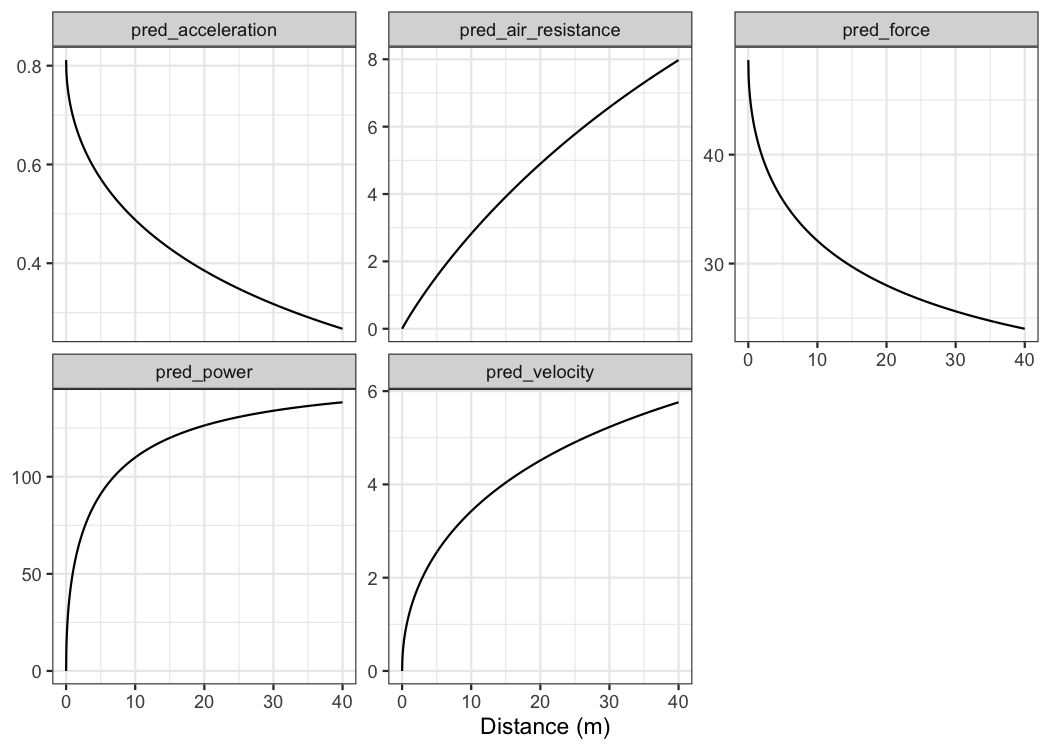 pred_acceleration
0.8
0.6
0.4
pred_air_resistance
8
6
4
2
0
pred_force
40
30
0 10 20 30 40
pred_power
100
50
0
0 10 20 30 40
pred_velocity
6
4
2
0
0 10 20 30 40
Distance (m)